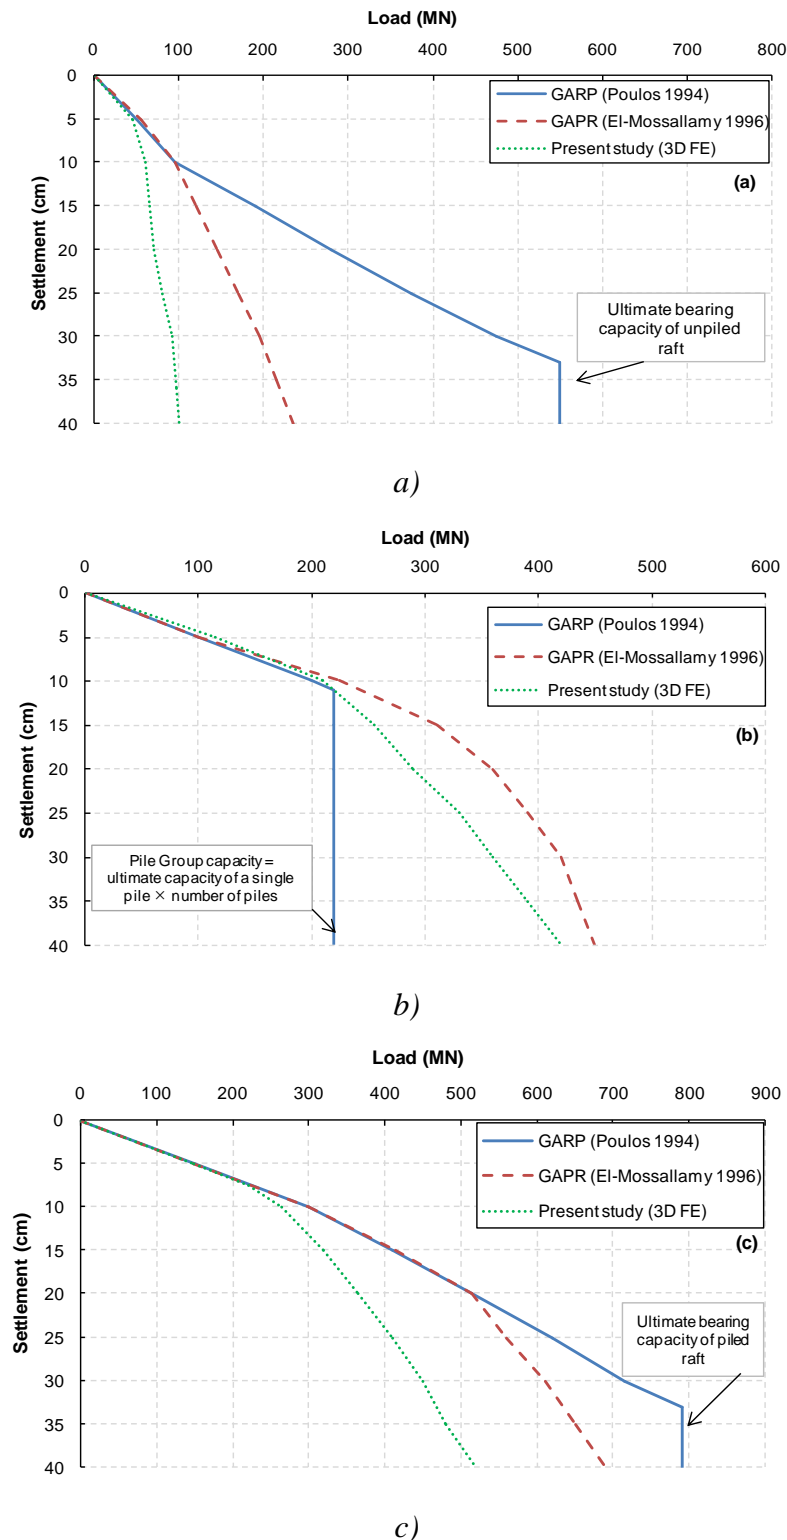 Load (MN)
0 100 200 300 400 500 600 700 800
0
5
10
15
20
25
30
35
40
Settlement (cm)
GARP (Poulos 1994)
GAPR (El-Mossallamy 1996)
Present study (3D FE)
(a)
Ultimate bearing
capacity of unpiled
raft
a)
Load (MN)
0 100 200 300 400 500 600
0
5
10
15
20
25
30
35
40
Settlement (cm)
GARP (Poulos 1994)
GAPR (El-Mossallamy 1996)
Present study (3D FE)
(b)
Pile Group capacity =
ultimate capacity of a single
pile × number of piles
b)
Load (MN)
0 100 200 300 400 500 600 700 800 900
0
5
10
15
20
25
30
35
40
Settlement (cm)
GARP (Poulos 1994)
GAPR (El-Mossallamy 1996)
Present study (3D FE)
(c)
Ultimate bearing
capacity of piled
raft
c)